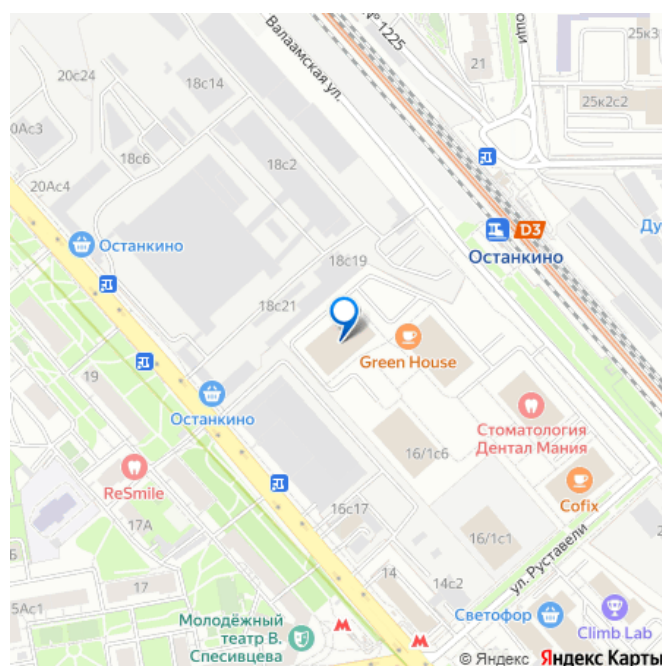 № 1225
Валаамская ул.
25к3
21
20с24
18с14
25к2с2
18с6
18с2
20Ас4
D3
Останкино
Останкино
18с19
18с21
Green House
19
Останкино
Стоматология
Дентал Мания
16/1с6
ReSmile
Cofix
16с17
17А
16/1с1
ул. Руставели
14
17
14с2
5Ас1
Светофор
Молодёжный
театр В.
Спесивцева
Climb Lab
© Яндекс Яндекс Карты